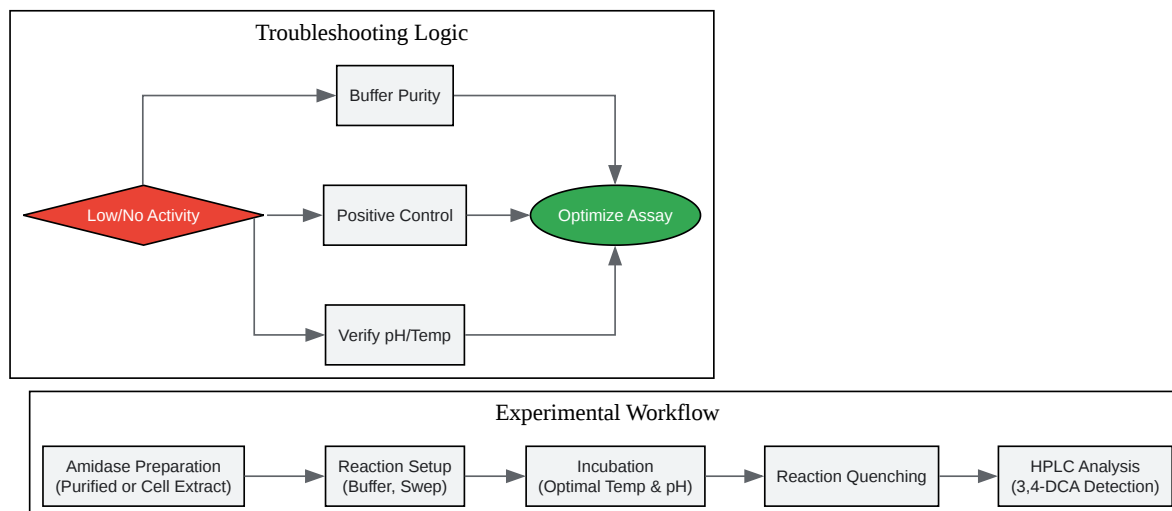 Troubleshooting Logic
Buffer Purity
Low/No Activity
Positive Control
Optimize Assay
Verify pH/Temp
Experimental Workflow
Amidase Preparation
(Purified or Cell Extract)
Reaction Setup
(Buffer, Swep)
Incubation
(Optimal Temp & pH)
Reaction Quenching
HPLC Analysis
(3,4-DCA Detection)